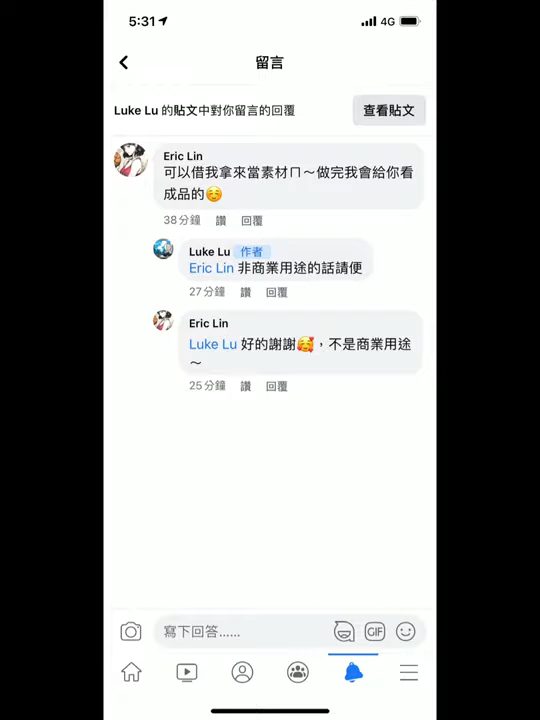 5:31
4G
留言
Luke Lu 的貼文中對你留言的回覆
查看貼文
Eric Lin
可以借我拿來當素材ㄇ～做完我會給你看
成品的☺️
38分鐘 讚 回覆
Luke Lu 作者
Eric Lin 非商業用途的話請便
27分鐘 讚 回覆
Eric Lin
Luke Lu 好的謝謝🥰，不是商業用途
～
25分鐘 讚 回覆
寫下回答......
GIF